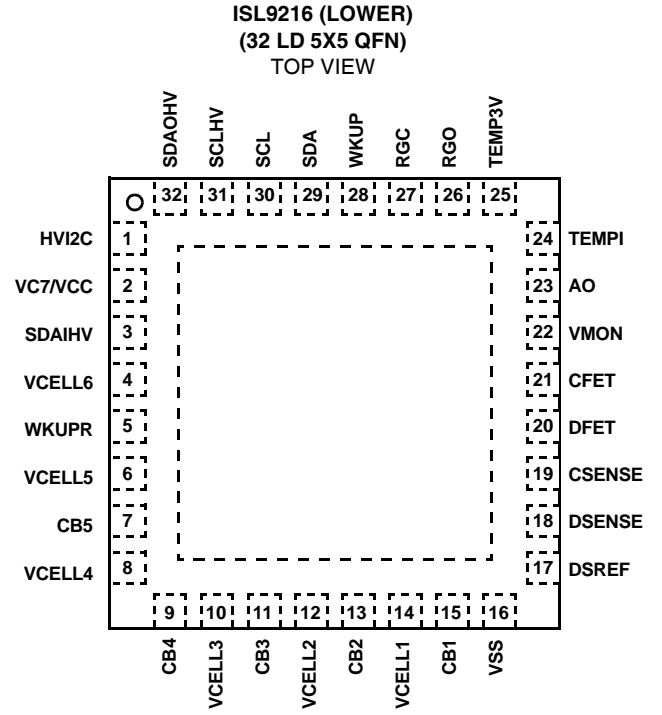 ISL9216 (LOWER)
(32 LD 5X5 QFN)
TOP VIEW
SDAOHV
SCLHV
SCL
SDA
WKUP
RGC
RGO
TEMP3V
32 31 30 29 28 27 26 25
HVI2C 1
24 TEMPI
VC7/VCC 2
23 AO
SDAIHV 3
22 VMON
VCELL6 4
21 CFET
WKUPR 5
20 DFET
VCELL5 6
19 CSENSE
CB5 7
18 DSENSE
VCELL4 8
17 DSREF
9 10 11 12 13 14 15 16
CB4
VCELL3
CB3
VCELL2
CB2
VCELL1
CB1
VSS